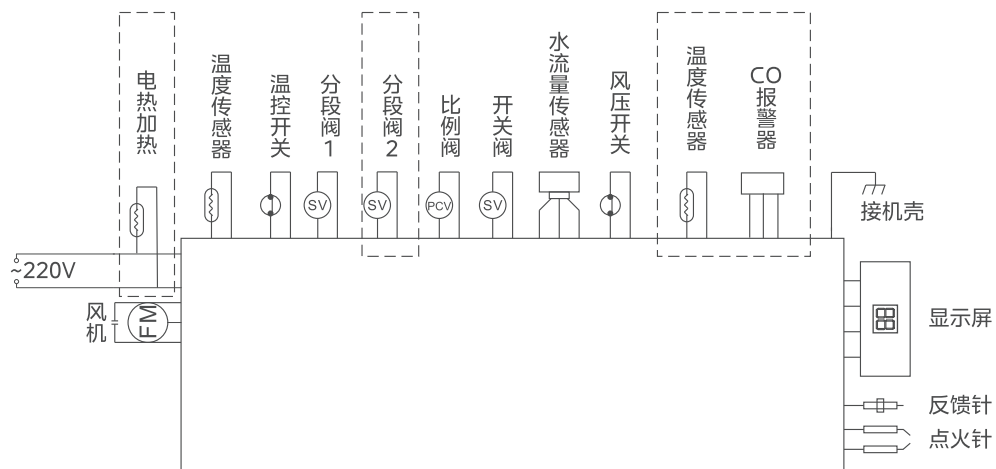 电热加热
温度传感器
温控开关
分段阀1
分段阀2
比例阀
开关阀
水流量传感器
风压开关
温度传感器
CO报警器
SV
SV
PCV
SV
接机壳
~220V
风机
FM
显示屏
反馈针
点火针